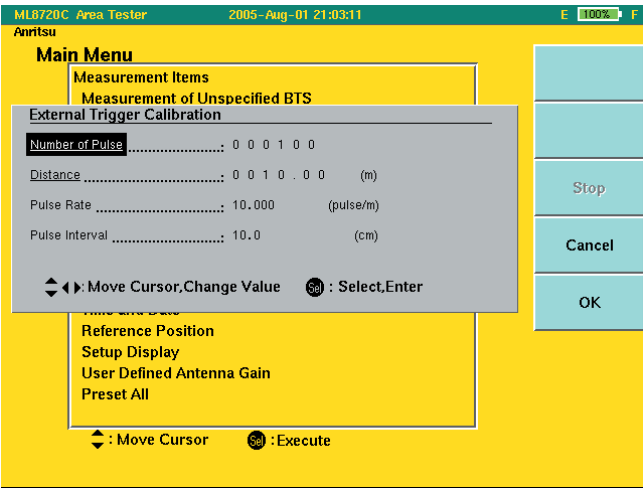 ML8720C Area Tester 2005-Aug-01 21:03:11 E 100% F
Anritsu
Main Menu
Measurement Items
Measurement of Unspecified BTS
External Trigger Calibration
Number of Pulse ........................: 0 0 0 1 0 0
Distance ...................................: 0 0 1 0 . 0 0 (m)
Pulse Rate ...............................: 10.000 (pulse/m)
Pulse Interval ...........................: 10.0 (cm)
: Move Cursor,Change Value Sel : Select,Enter
Time and Date
Reference Position
Setup Display
User Defined Antenna Gain
Preset All
: Move Cursor Sel : Execute
Stop
Cancel
OK